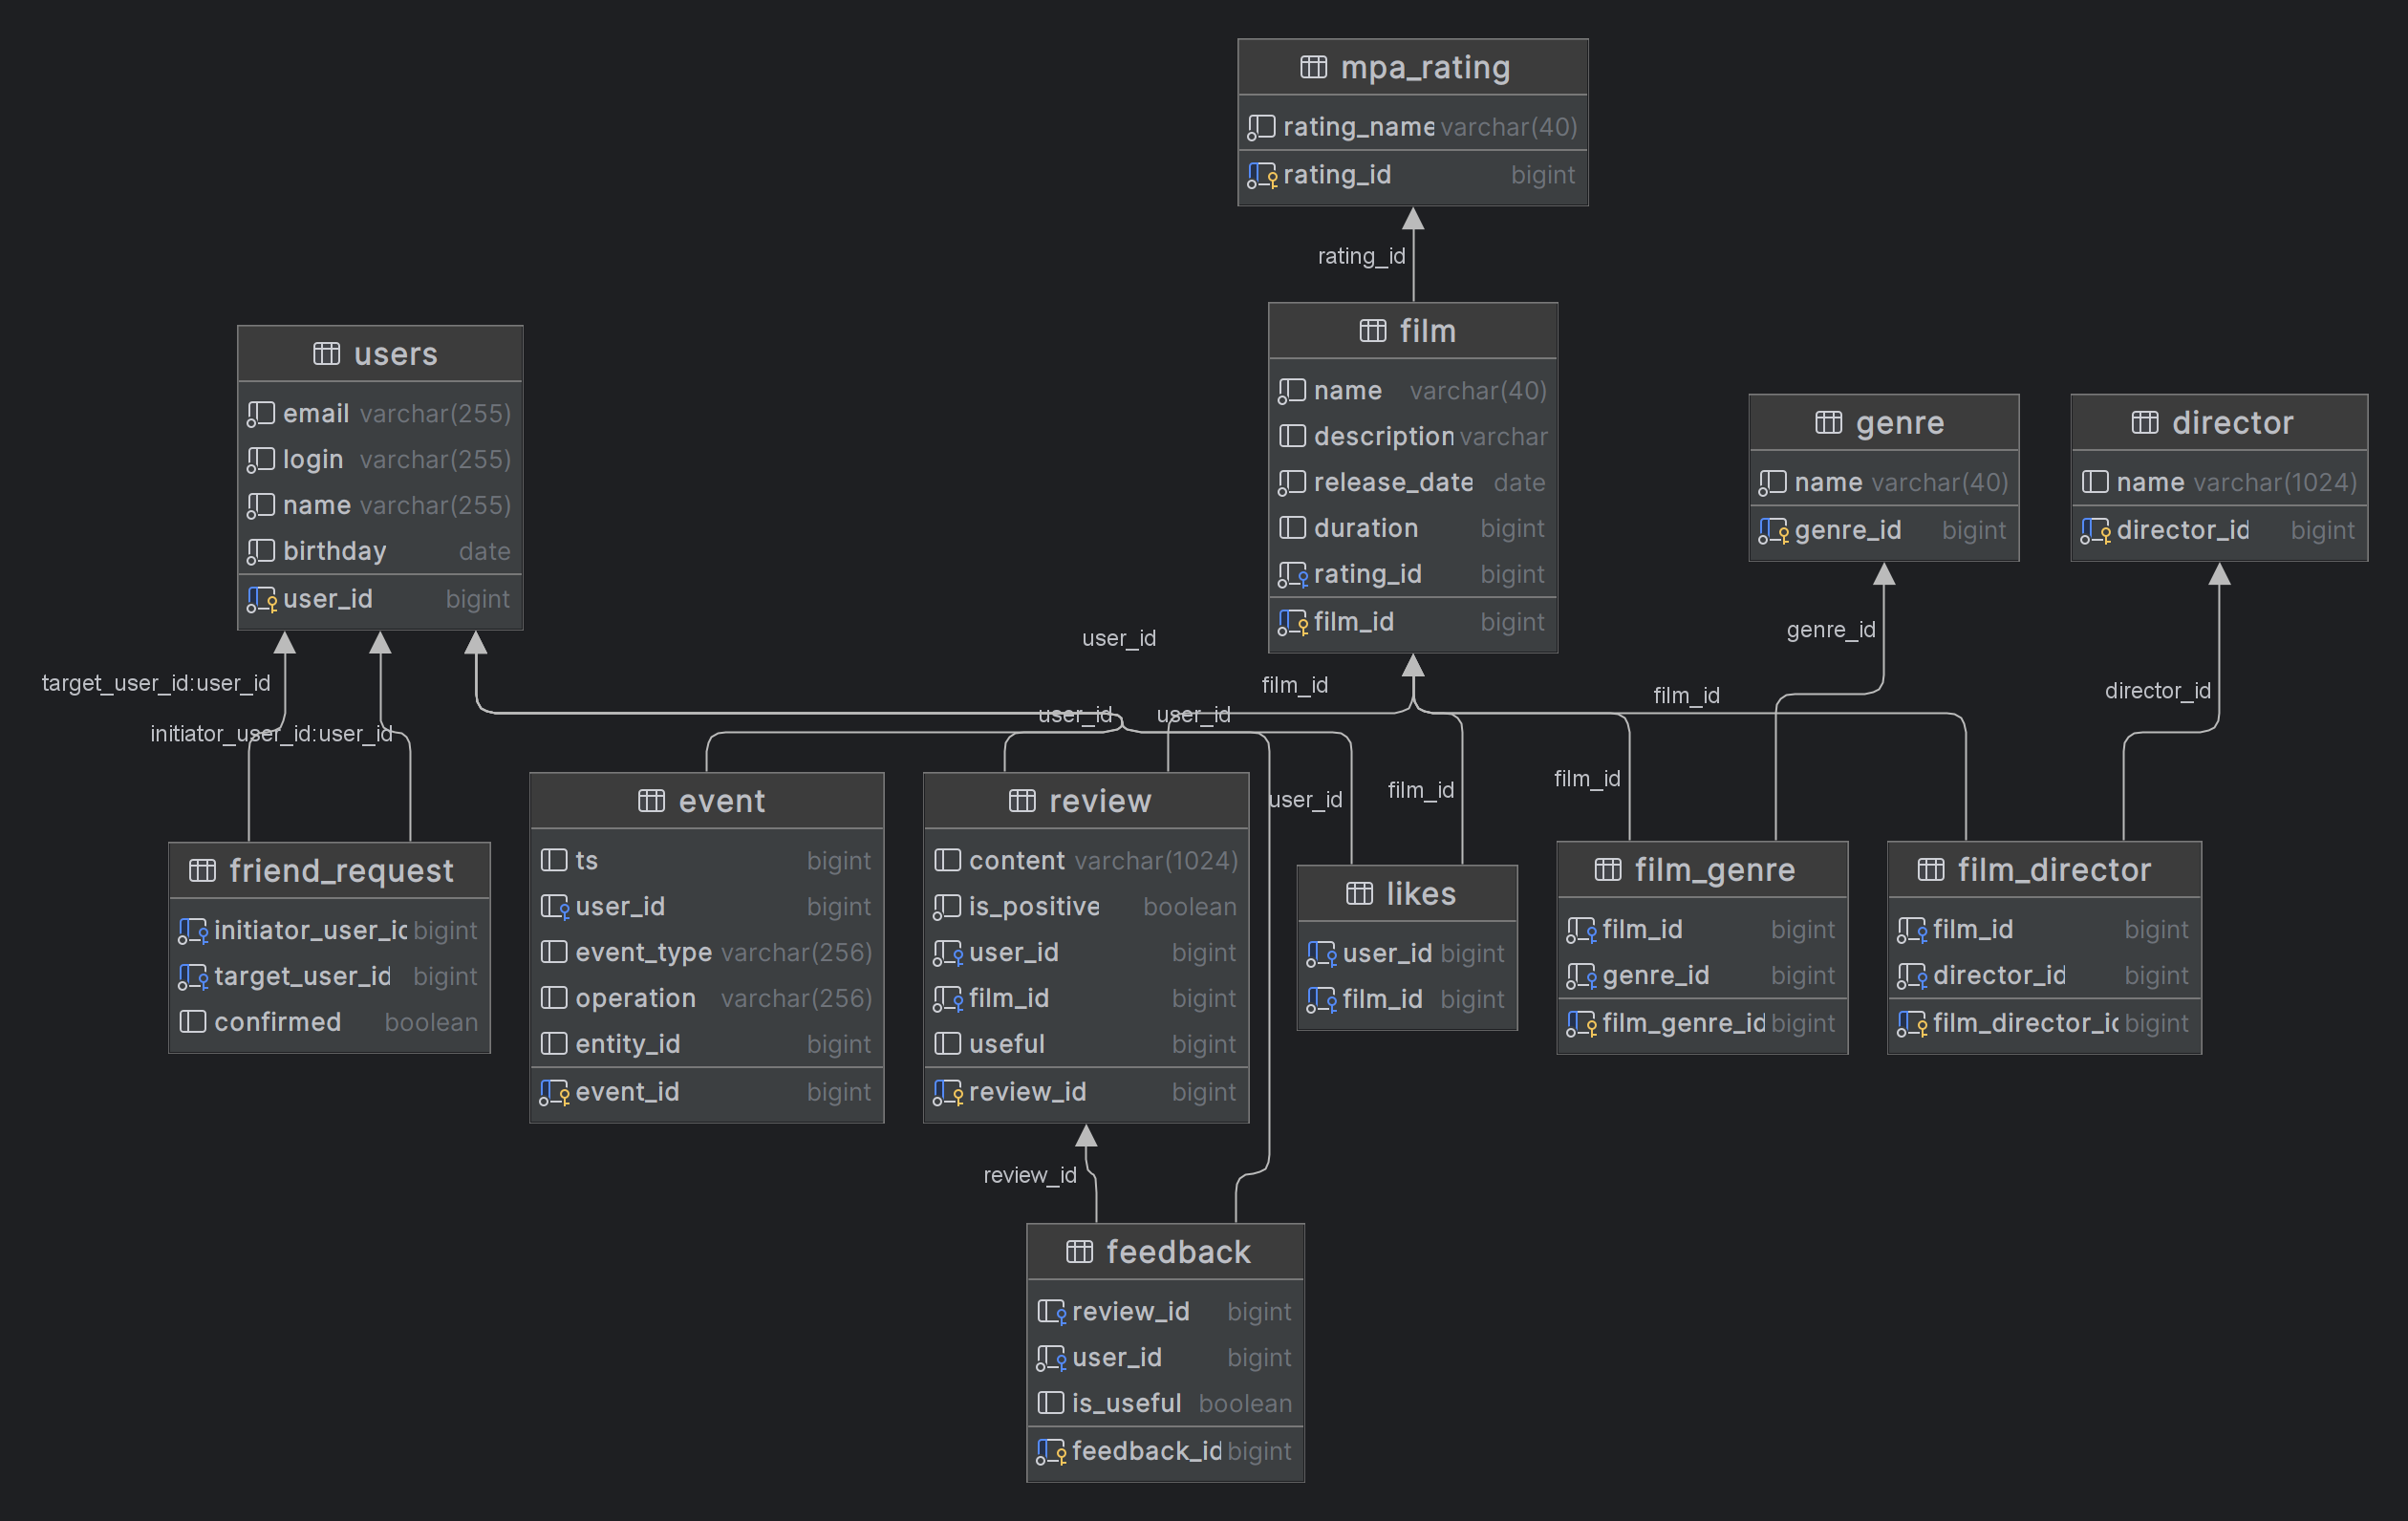 mpa_rating
rating_name varchar(40)
rating_id bigint
rating_id
film
name varchar(40)
description varchar
release_date date
duration bigint
rating_id bigint
film_id bigint
users
email varchar(255)
login varchar(255)
name varchar(255)
birthday date
user_id bigint
genre
name varchar(40)
genre_id bigint
director
name varchar(1024)
director_id bigint
target_user_id:user_id
initiator_user_id:user_id
user_id
user_id
user_id
film_id
film_id
genre_id
director_id
user_id
film_id
film_id
friend_request
initiator_user_id bigint
target_user_id bigint
confirmed boolean
event
ts bigint
user_id bigint
event_type varchar(256)
operation varchar(256)
entity_id bigint
event_id bigint
review
content varchar(1024)
is_positive boolean
user_id bigint
film_id bigint
useful bigint
review_id bigint
likes
user_id bigint
film_id bigint
film_genre
film_id bigint
genre_id bigint
film_genre_id bigint
film_director
film_id bigint
director_id bigint
film_director_id bigint
review_id
feedback
review_id bigint
user_id bigint
is_useful boolean
feedback_id bigint